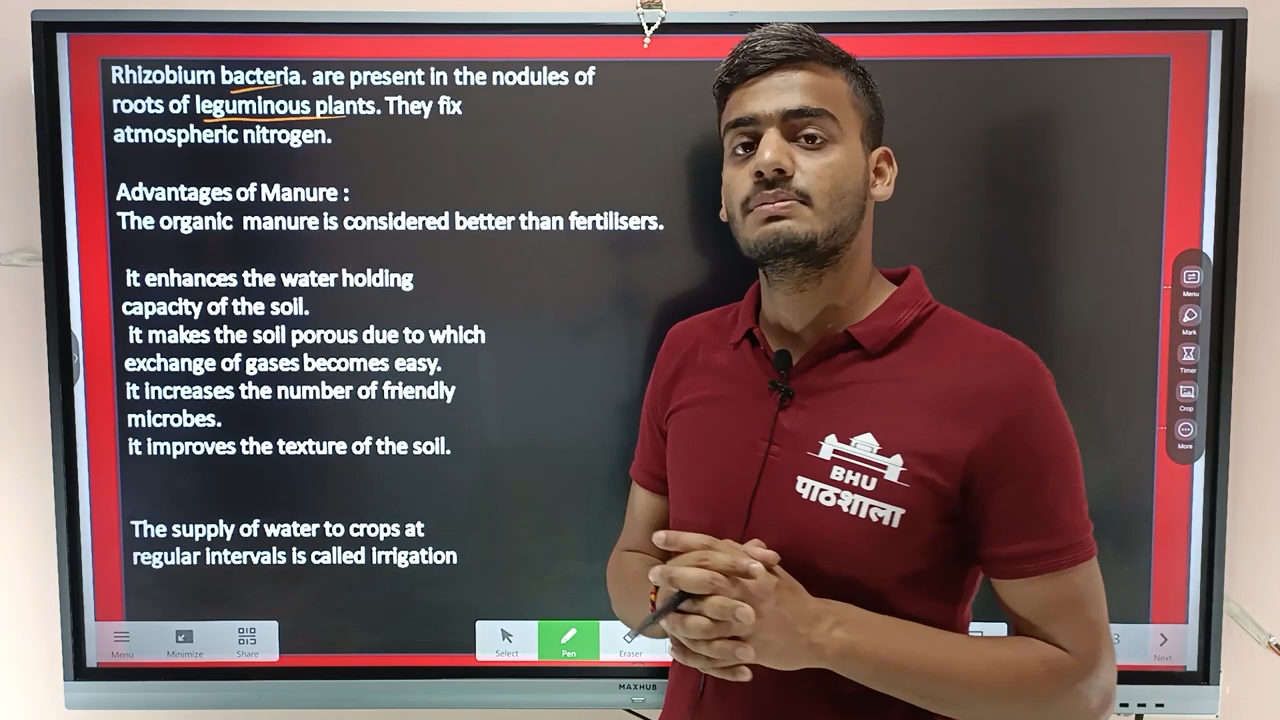 Rhizobium bacteria. are present in the nodules of
roots of leguminous plants. They fix
atmospheric nitrogen.
Advantages of Manure :
The organic manure is considered better than fertilisers.
it enhances the water holding
capacity of the soil.
it makes the soil porous due to which
exchange of gases becomes easy.
it increases the number of friendly
microbes.
it improves the texture of the soil.
The supply of water to crops at
regular intervals is called irrigation
Menu
Minimize
Share
Select
Pen
Eraser
3
Next
Menu
Mark
Timer
Crop
More
MAXHUB
BHU
पाठशाला